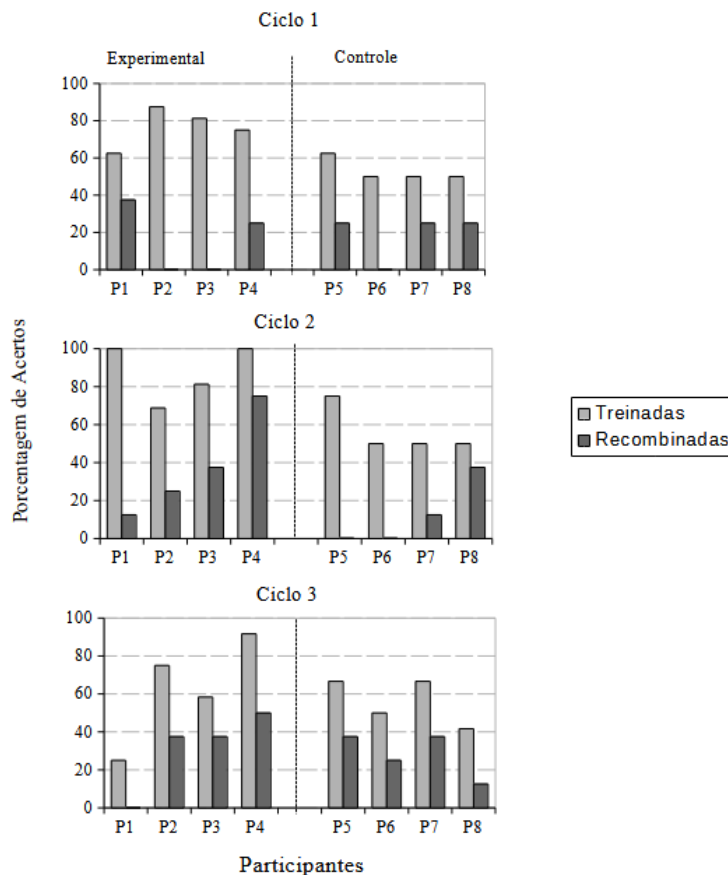 Ciclo 1
Experimental Controle
100
80
60
40
20
0
P1 P2 P3 P4 P5 P6 P7 P8
Ciclo 2
100
80
60
40
20
0
P1 P2 P3 P4 P5 P6 P7 P8
Ciclo 3
100
80
60
40
20
0
P1 P2 P3 P4 P5 P6 P7 P8
Porcentagem de Acertos
Participantes
Treinadas
Recombinadas